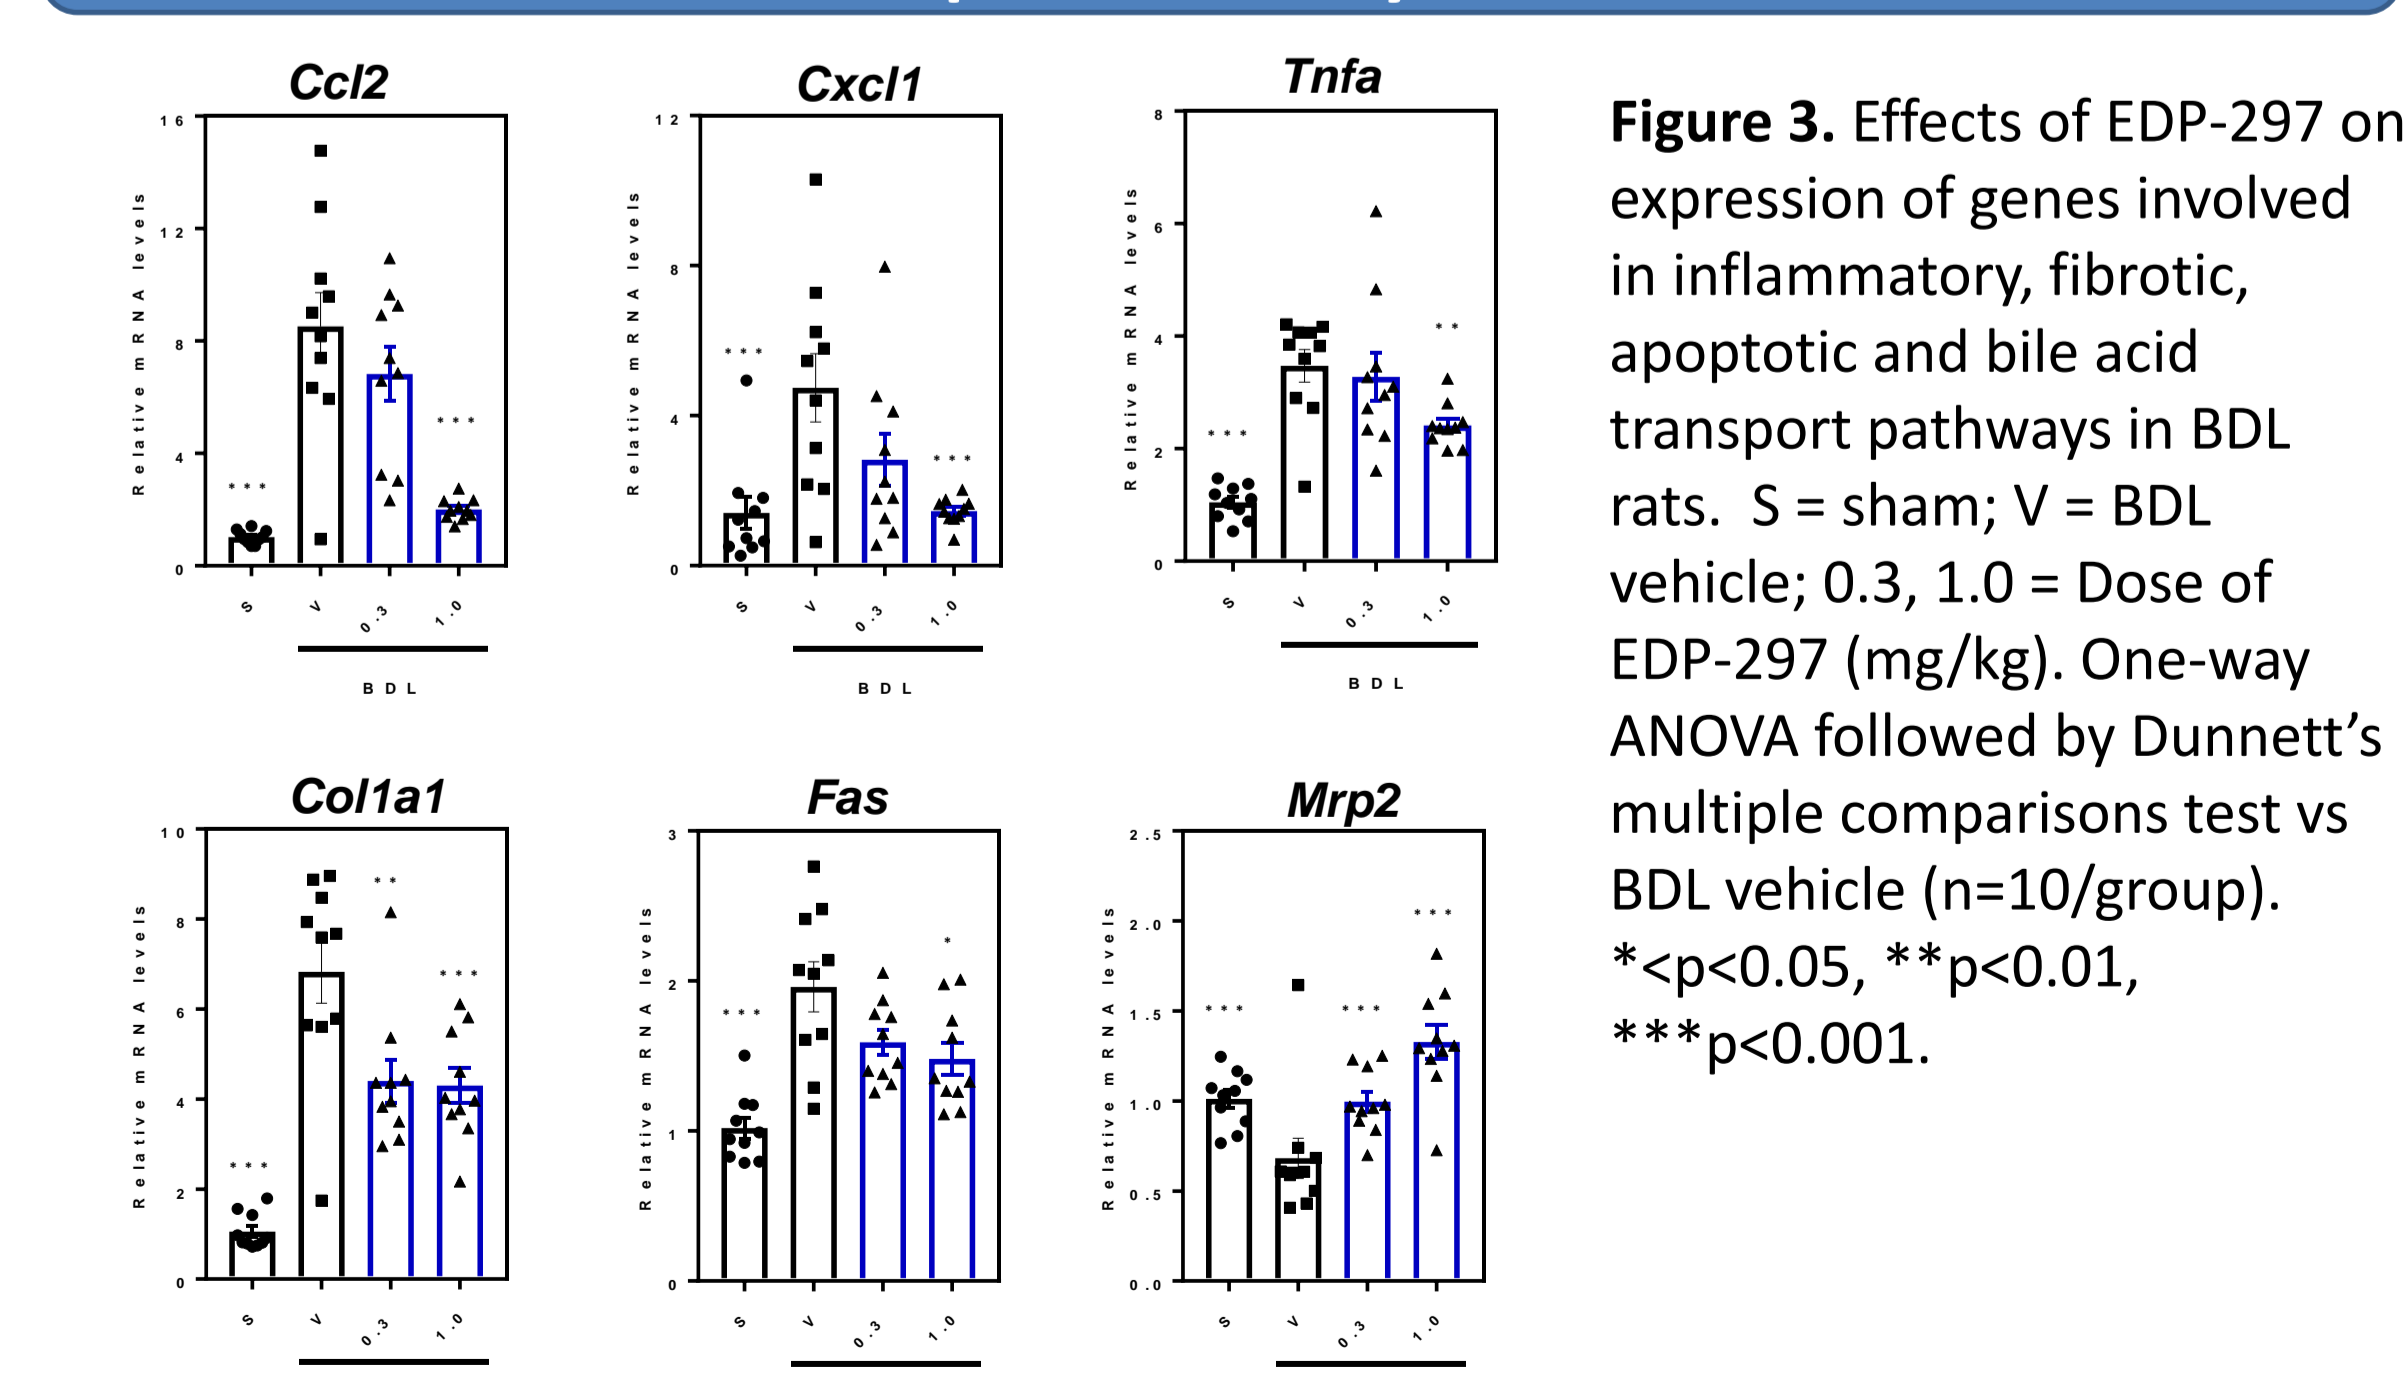 Ccl2
16
12
8
4
0
Relative mRNA levels
***
***
S
V
0.3
1.0
BDL
Cxcl1
12
8
4
0
Relative mRNA levels
***
***
S
V
0.3
1.0
BDL
Tnfa
8
6
4
2
0
Relative mRNA levels
***
**
S
V
0.3
1.0
BDL
Figure 3. Effects of EDP-297 on
expression of genes involved
in inflammatory, fibrotic,
apoptotic and bile acid
transport pathways in BDL
rats. S = sham; V = BDL
vehicle; 0.3, 1.0 = Dose of
EDP-297 (mg/kg). One-way
ANOVA followed by Dunnett’s
multiple comparisons test vs
BDL vehicle (n=10/group).
*<p<0.05, **p<0.01,
***p<0.001.
Col1a1
10
8
6
4
2
0
Relative mRNA levels
***
**
***
S
V
0.3
1.0
Fas
3
2
1
0
Relative mRNA levels
***
*
S
V
0.3
1.0
Mrp2
2.5
2.0
1.5
1.0
0.5
0.0
Relative mRNA levels
***
***
***
S
V
0.3
1.0